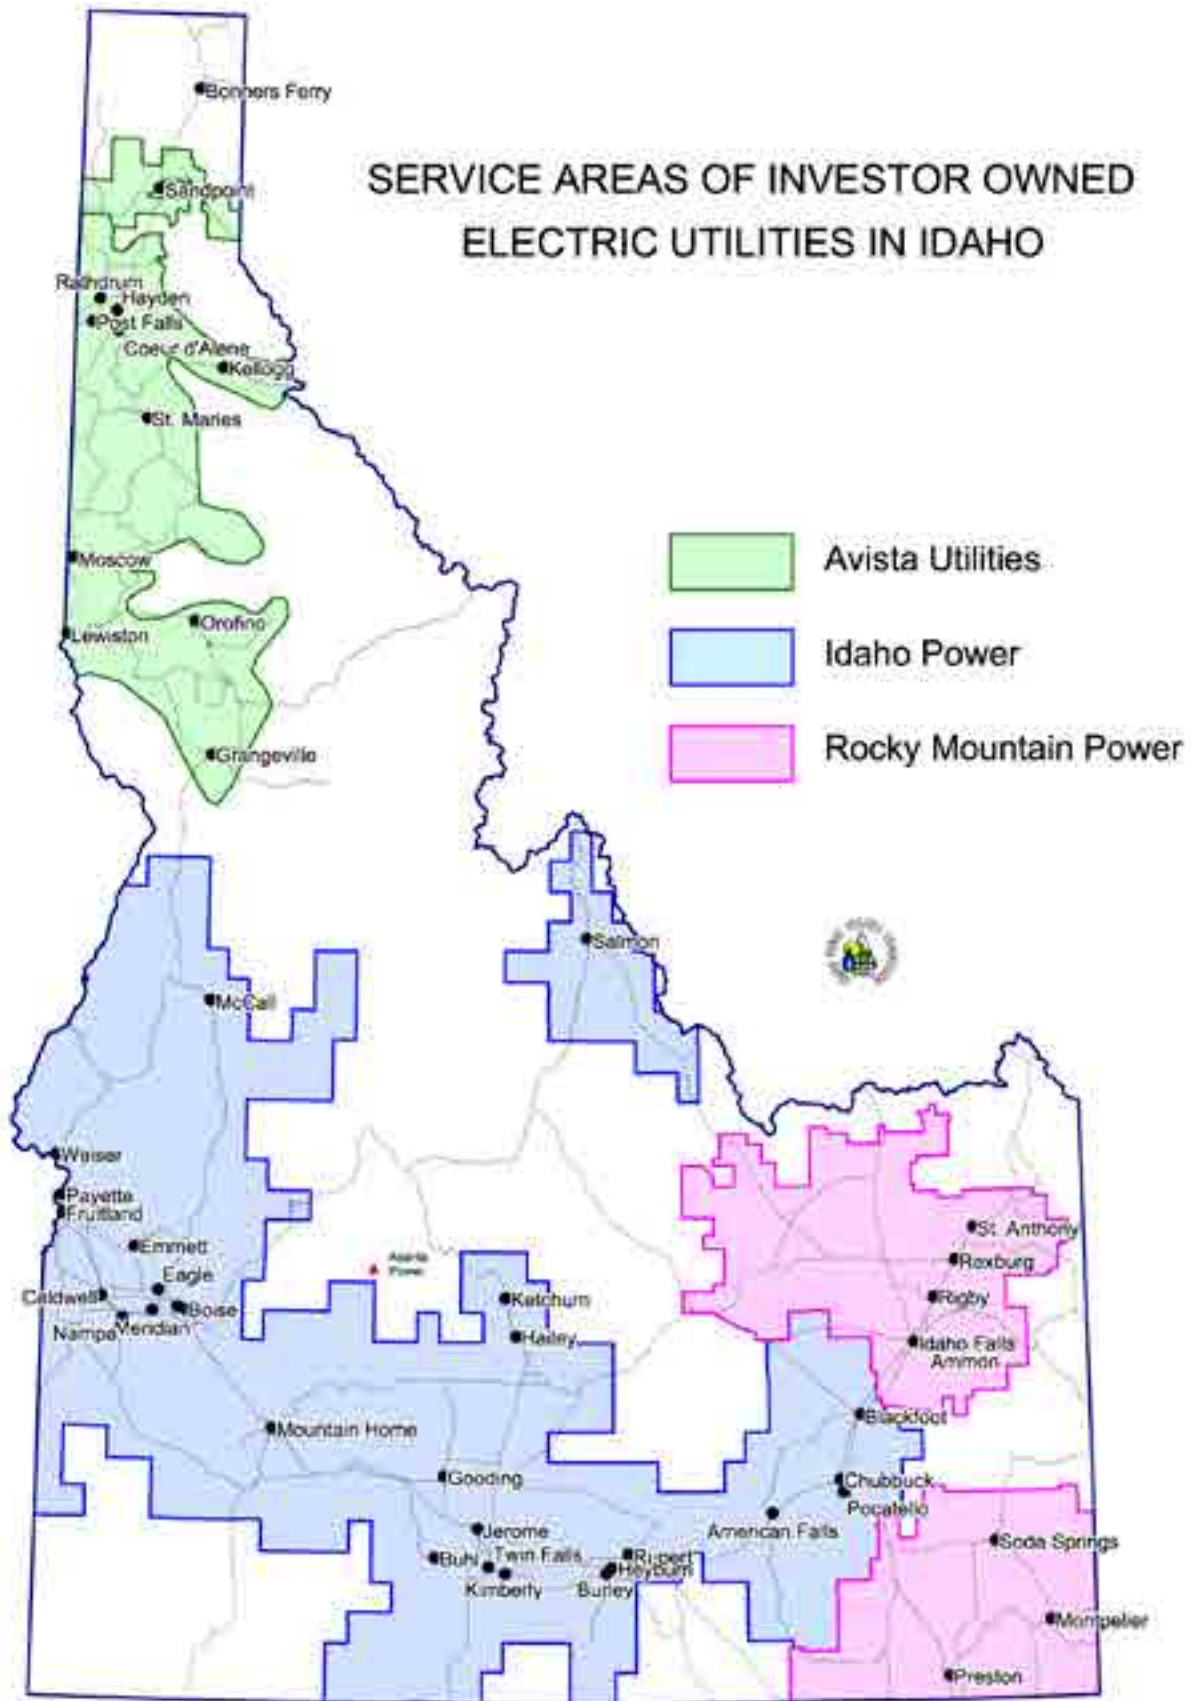 Bonners Ferry
SERVICE AREAS OF INVESTOR OWNED
ELECTRIC UTILITIES IN IDAHO
Sandpoint
Rathdrum
Hayden
Post Falls
Coeur d'Alene
Kellogg
St. Maries
Moscow
Avista Utilities
Orofino
Lewiston
Idaho Power
Rocky Mountain Power
Grangeville
Salmon
McCall
Weiser
Payette
Fruitland
St. Anthony
Emmett
Rexburg
Atlanta
Power
Eagle
Caldwell
Ketchum
Rigby
Boise
Meridian
Nampa
Hailey
Idaho Falls
Ammon
Blackfoot
Mountain Home
Gooding
Chubbuck
Pocatello
American Falls
Jerome
Soda Springs
Buhl
Twin Falls
Rupert
Heyburn
Kimberly
Burley
Montpelier
Preston